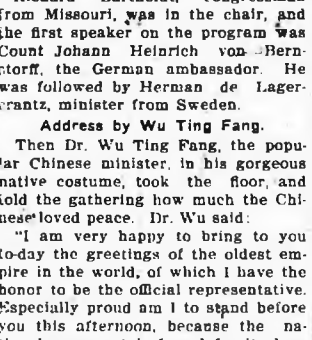 from Missouri, was in the chair, and
the first speaker on the program was
Count Johann Heinrich von Bern-
storff, the German ambassador. He
was followed by Herman de Lager-
crantz, minister from Sweden.
Address by Wu Ting Fang.
Then Dr. Wu Ting Fang, the popu-
lar Chinese minister, in his gorgeous
native costume, took the floor, and
told the gathering how much the Chi-
nese loved peace. Dr. Wu said:
"I am very happy to bring to you
to-day the greetings of the oldest em-
pire in the world, of which I have the
honor to be the official representative.
Especially proud am I to stand before
you this afternoon, because the na-